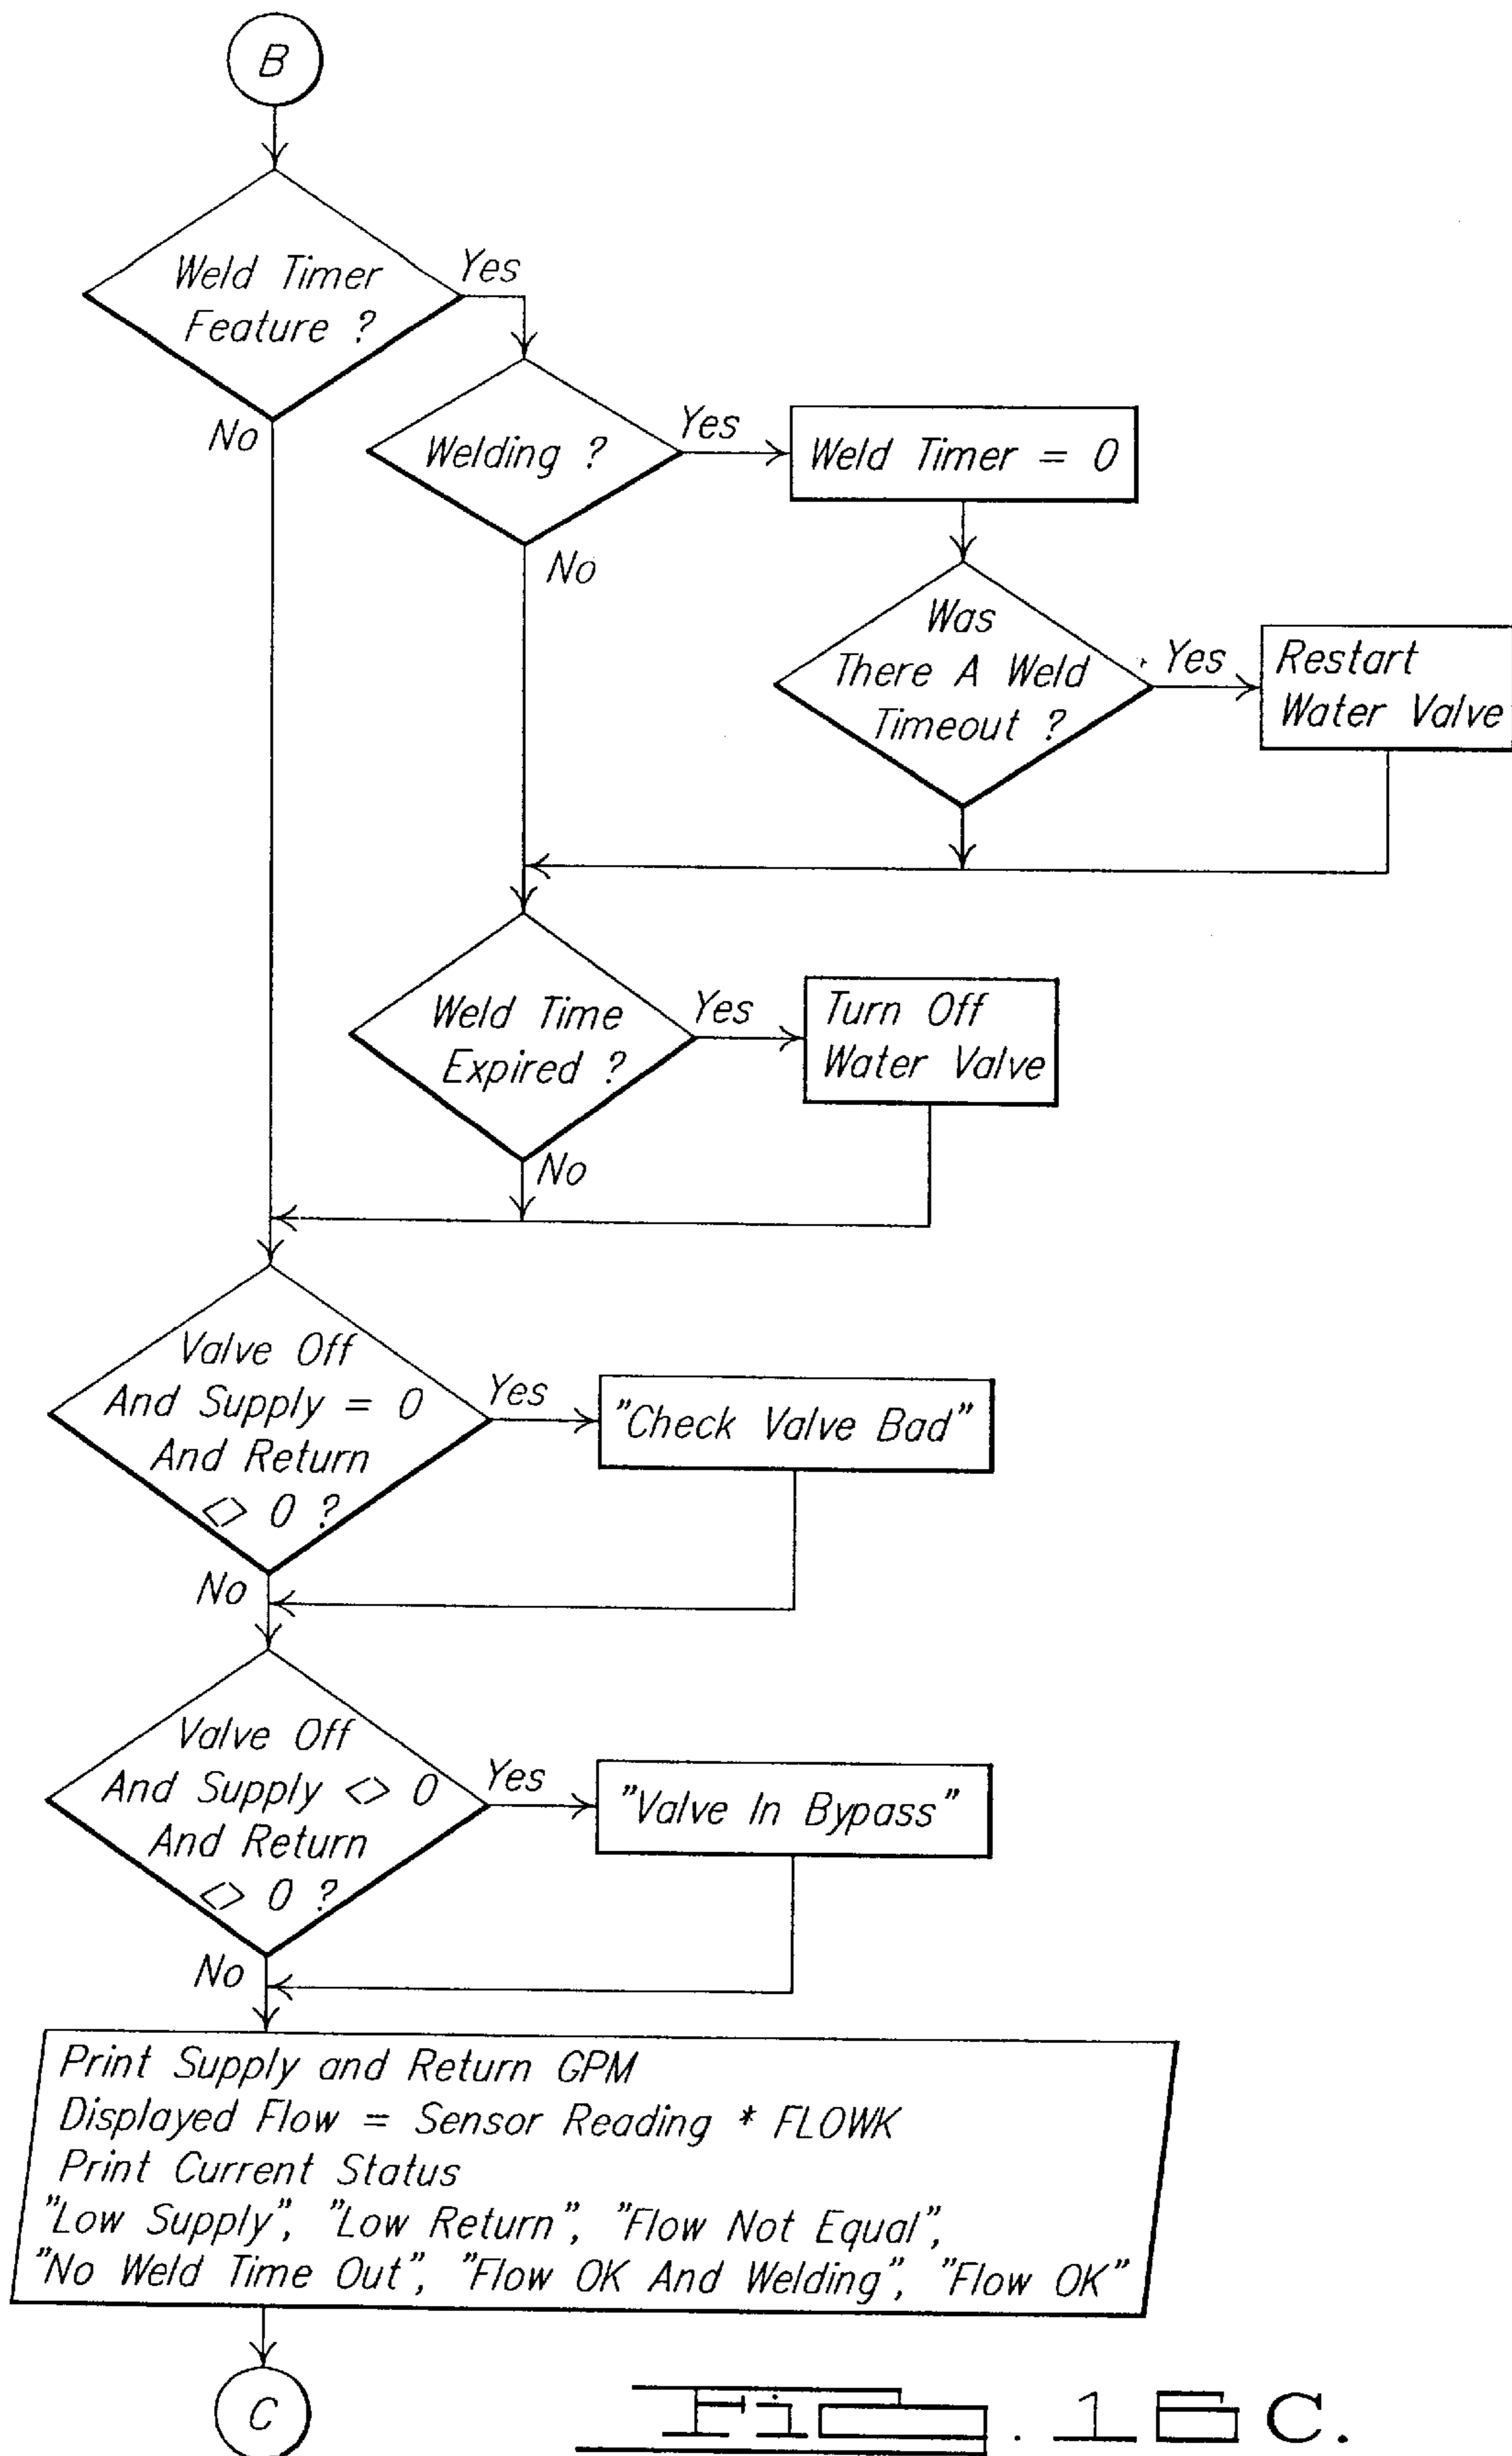 B
Weld Timer
Feature ?
Yes
No
Welding ?
Yes
Weld Timer = 0
No
Was
There A Weld
Timeout ?
Yes
Restart
Water Valve
Weld Time
Expired ?
Yes
Turn Off
Water Valve
No
Valve Off
And Supply = 0
And Return
<> 0 ?
Yes
"Check Valve Bad"
No
Valve Off
And Supply <> 0
And Return
<> 0 ?
Yes
"Valve In Bypass"
No
Print Supply and Return GPM
Displayed Flow = Sensor Reading * FLOWK
Print Current Status
"Low Supply", "Low Return", "Flow Not Equal",
"No Weld Time Out", "Flow OK And Welding", "Flow OK"
C